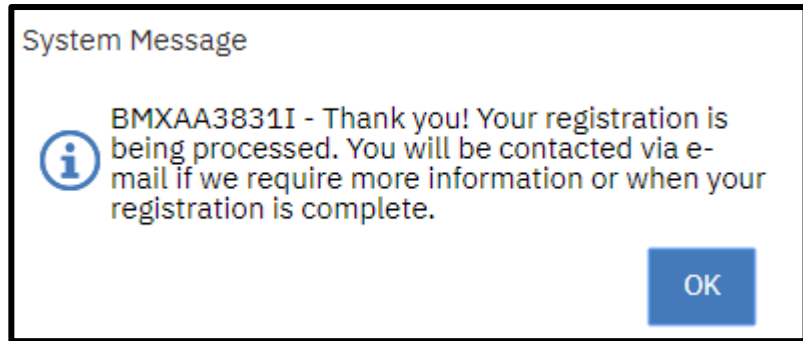 System Message
BMXAA3831I - Thank you! Your registration is
being processed. You will be contacted via e-
mail if we require more information or when your
registration is complete.
OK